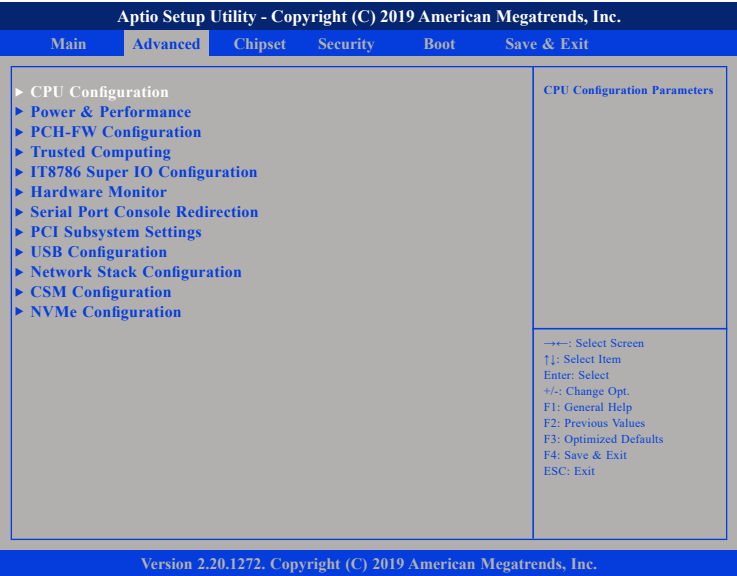 Aptio Setup Utility - Copyright (C) 2019 American Megatrends, Inc.
Main Advanced Chipset Security Boot Save & Exit
► CPU Configuration
► Power & Performance
► PCH-FW Configuration
► Trusted Computing
► IT8786 Super IO Configuration
► Hardware Monitor
► Serial Port Console Redirection
► PCI Subsystem Settings
► USB Configuration
► Network Stack Configuration
► CSM Configuration
► NVMe Configuration
CPU Configuration Parameters
→←: Select Screen
↑↓: Select Item
Enter: Select
+/-: Change Opt.
F1: General Help
F2: Previous Values
F3: Optimized Defaults
F4: Save & Exit
ESC: Exit
Version 2.20.1272. Copyright (C) 2019 American Megatrends, Inc.